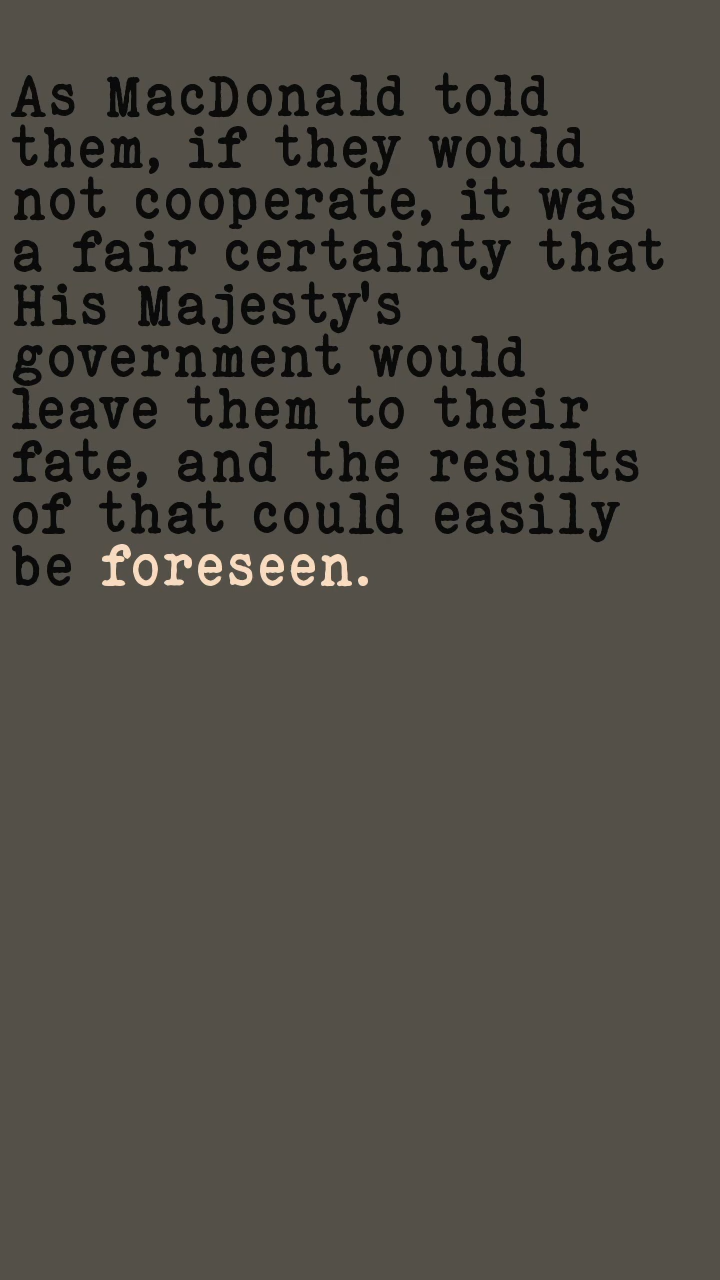 As MacDonald told
them, if they would
not cooperate, it was
a fair certainty that
His Majesty's
government would
leave them to their
fate, and the results
of that could easily
be foreseen.